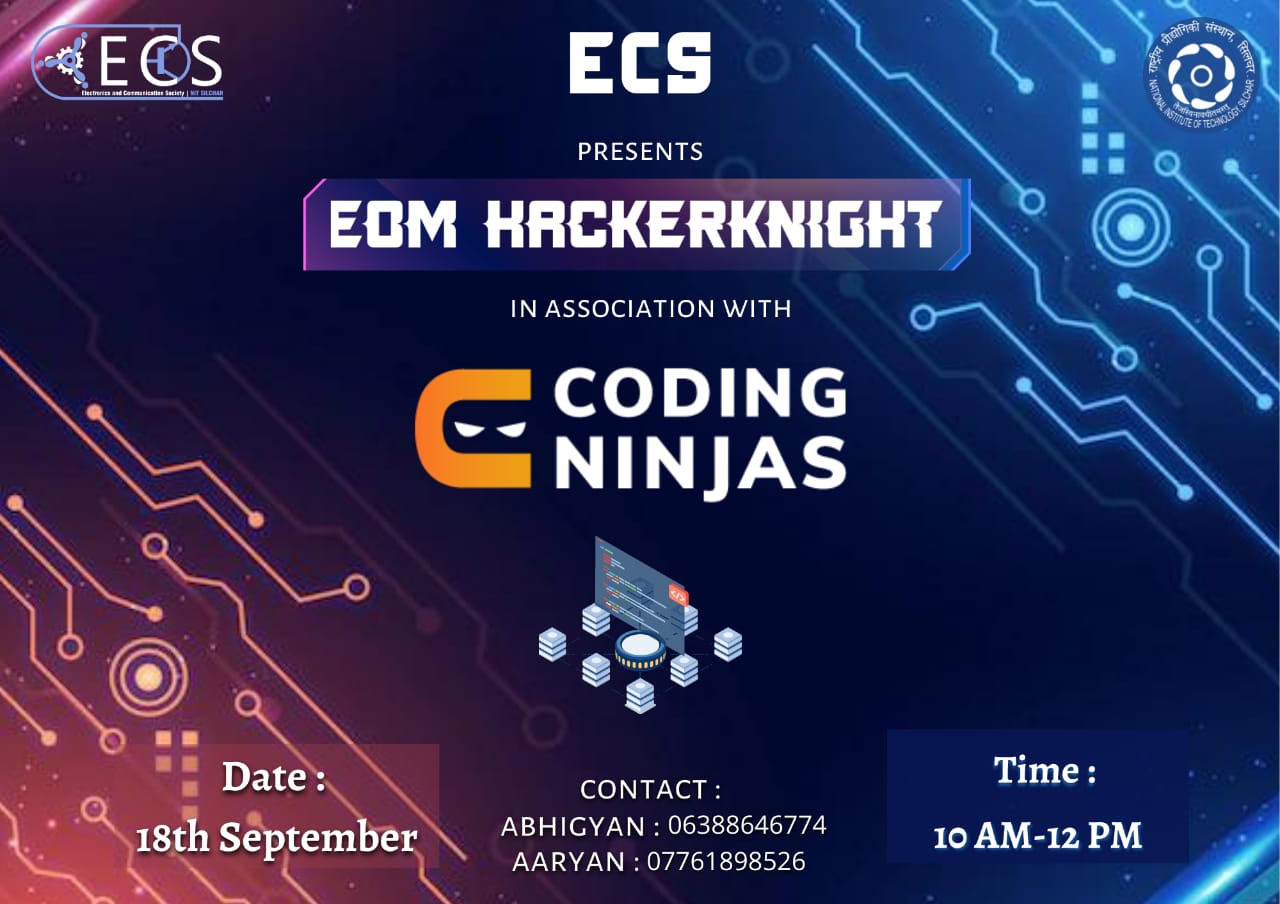 ECS
Electronics and Communication Society | NIT SILCHAR
ECS
राष्ट्रीय प्रौद्योगिकी संस्थान, सिलचर
NATIONAL INSTITUTE OF TECHNOLOGY, SILCHAR
PRESENTS
EOM HACKERKNIGHT
IN ASSOCIATION WITH
CODING
NINJAS
</>
Date :
18th September
CONTACT :
ABHIGYAN : 06388646774
AARYAN : 07761898526
Time :
10 AM-12 PM